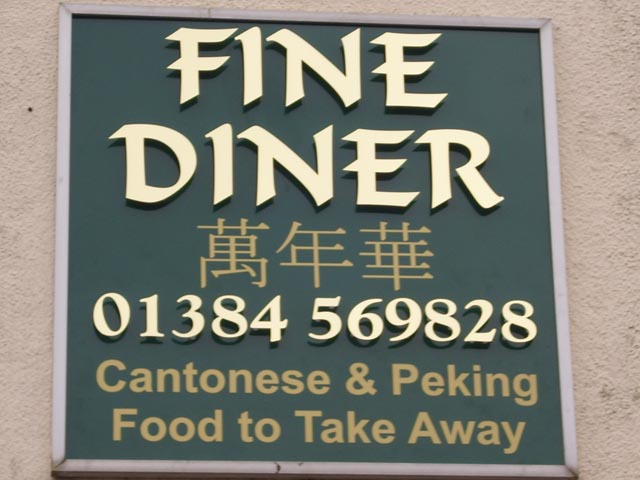 FINE
DINER
萬年華
01384 569828
Cantonese & Peking
Food to Take Away